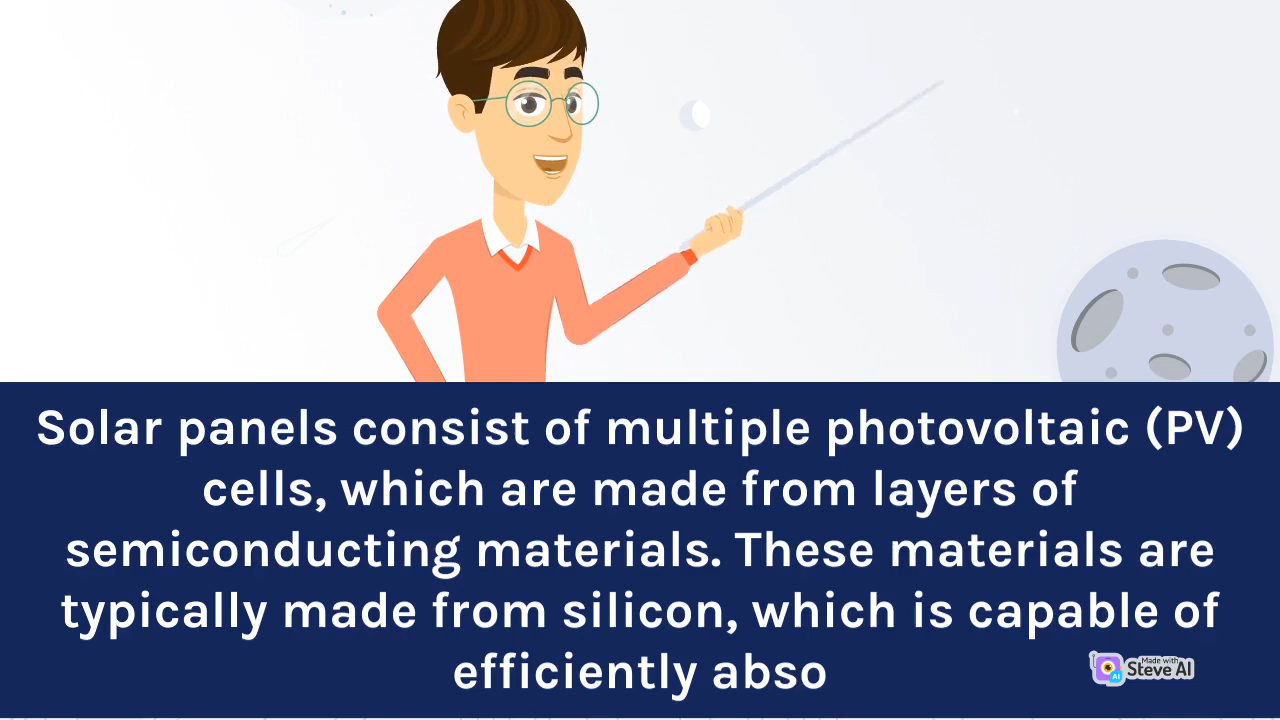 Solar panels consist of multiple photovoltaic (PV)
cells, which are made from layers of
semiconducting materials. These materials are
typically made from silicon, which is capable of
efficiently abso
Made with
Steve AI
AI